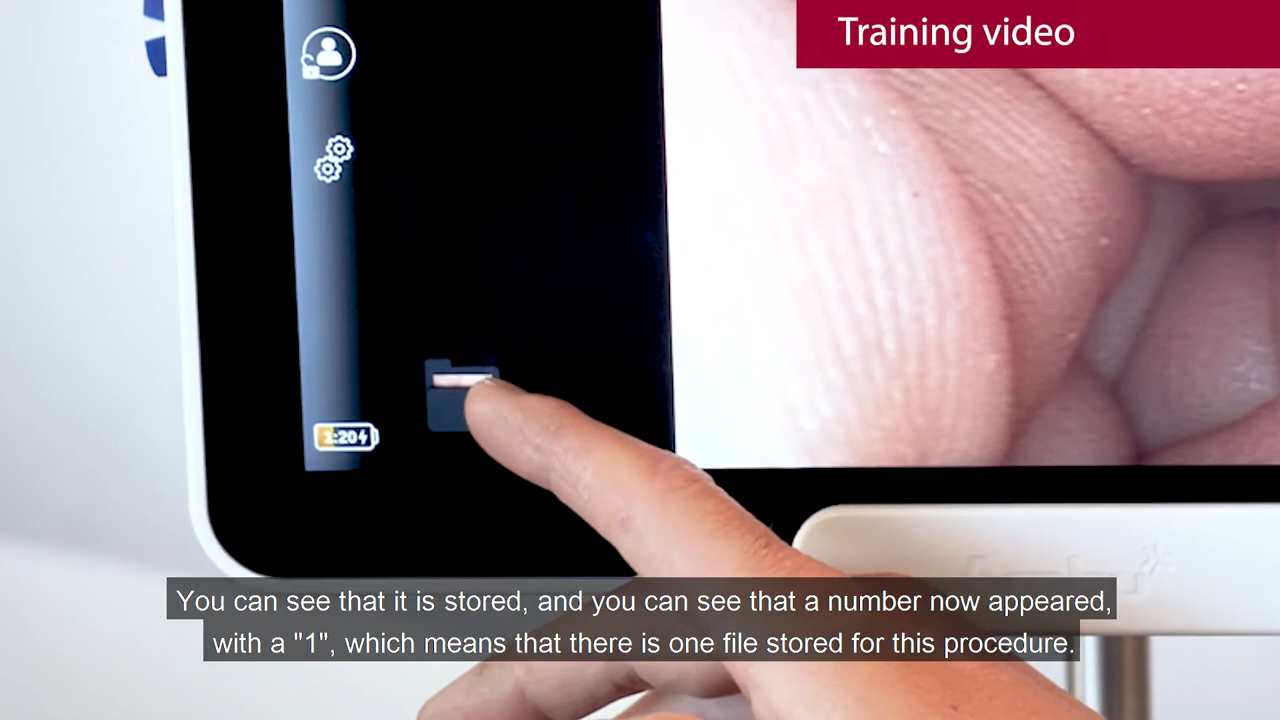 Training video
1:20
You can see that it is stored, and you can see that a number now appeared,
with a "1", which means that there is one file stored for this procedure.